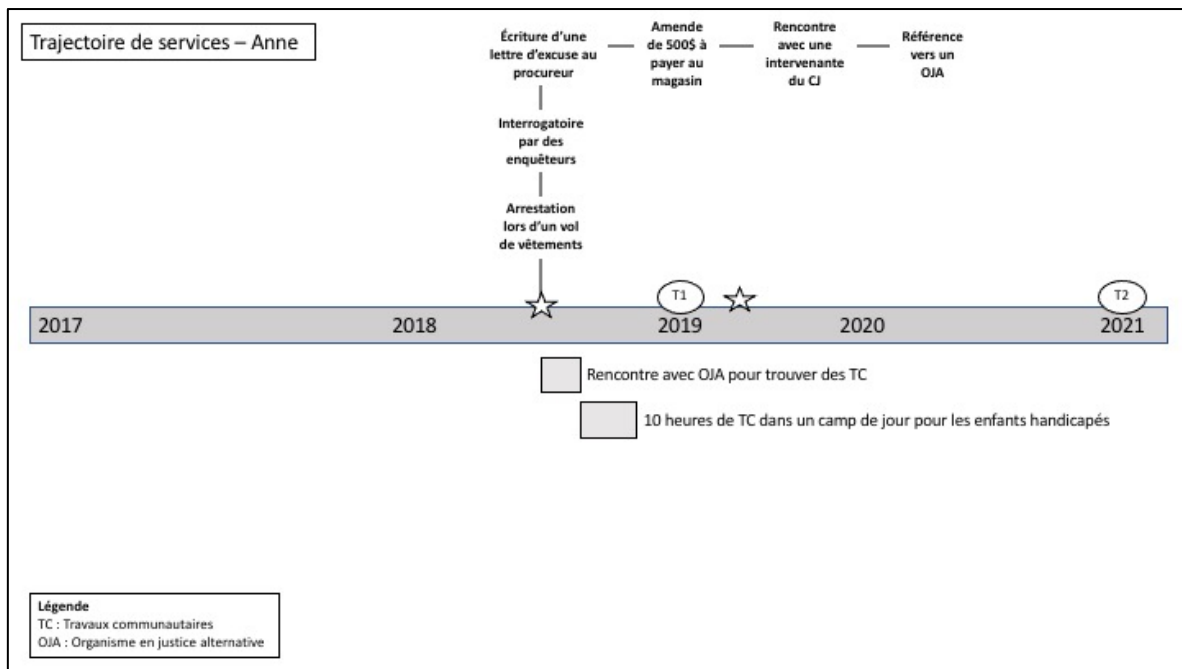 Trajectoire de services – Anne
Écriture d'une
lettre d'excuse au
procureur
Amende
de 500$ à
payer au
magasin
Rencontre
avec une
intervenante
du CJ
Référence
vers un
OJA
Interrogatoire
par des
enquêteurs
Arrestation
lors d'un vol
de vêtements
T1
T2
2017
2018
2019
2020
2021
Rencontre avec OJA pour trouver des TC
10 heures de TC dans un camp de jour pour les enfants handicapés
Légende
TC : Travaux communautaires
OJA : Organisme en justice alternative